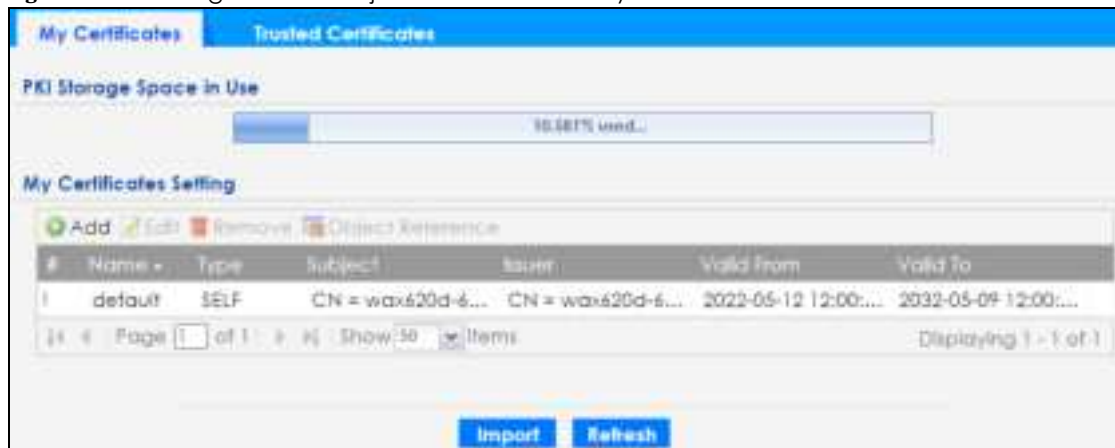 My Certificates Trusted Certificates
PKI Storage Space in Use
used...
My Certificates Setting
Add Edit Remove Object Reference
# Name Type Subject Issuer Valid From Valid To
1 default SELF CN = wax620d-6... CN = wax620d-6... 2022-05-12 12:00:... 2032-05-09 12:00:...
Page 1 of 1 Show 50 Items Displaying 1 - 1 of 1
Import Refresh